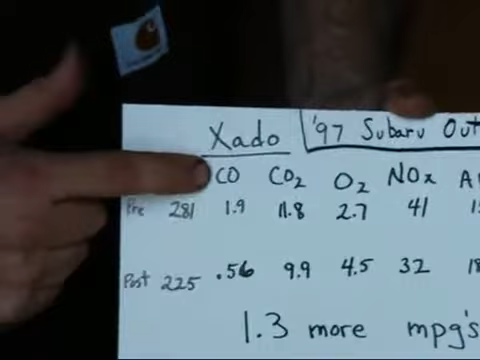 Xado '97 Subaru Out
CO CO2 O2 NOx A
Pre 281 1.9 11.8 2.7 41 1
Post 225 .56 9.9 4.5 32 18
1.3 more mpg's